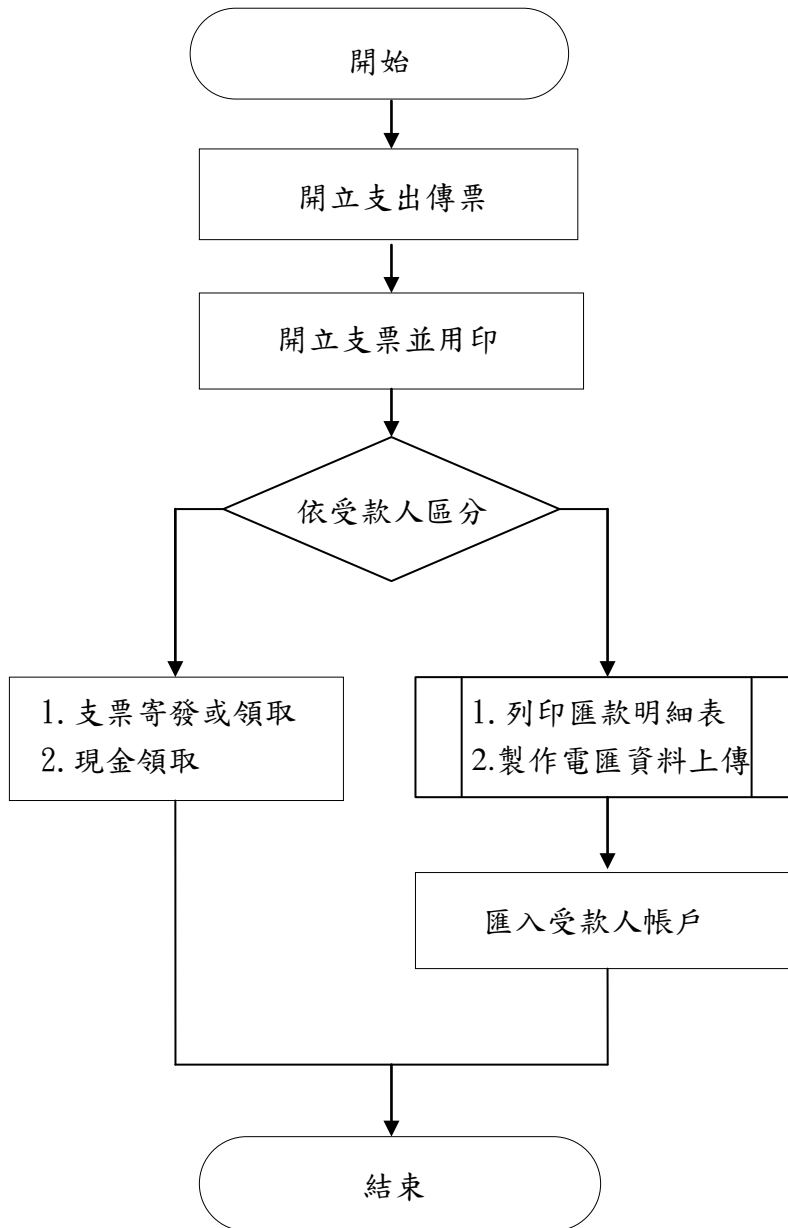 開始
開立支出傳票
開立支票並用印
依受款人區分
1. 支票寄發或領取
2. 現金領取
1. 列印匯款明細表
2.製作電匯資料上傳
匯入受款人帳戶
結束